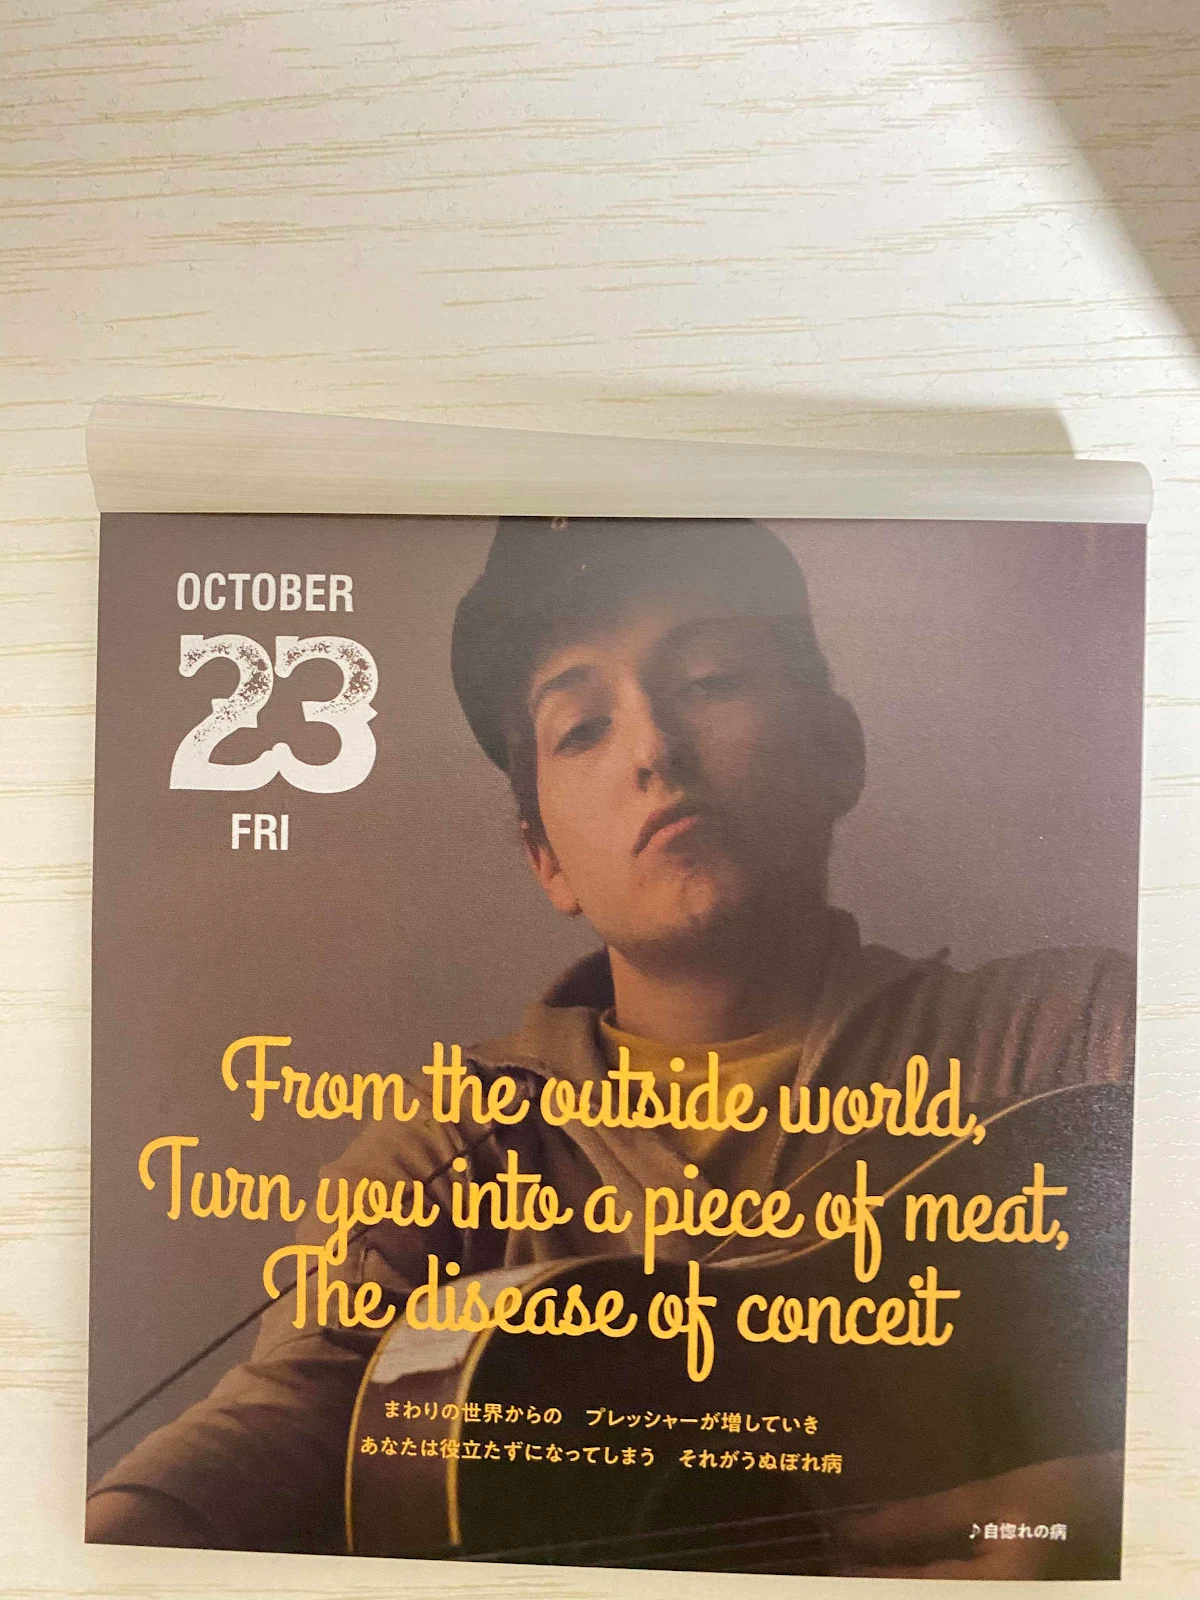 OCTOBER
23
FRI
From the outside world,
Turn you into a piece of meat,
The disease of conceit
まわりの世界からの　プレッシャーが増していき
あなたは役立たずになってしまう　それがうぬぼれ病
♪自惚れの病